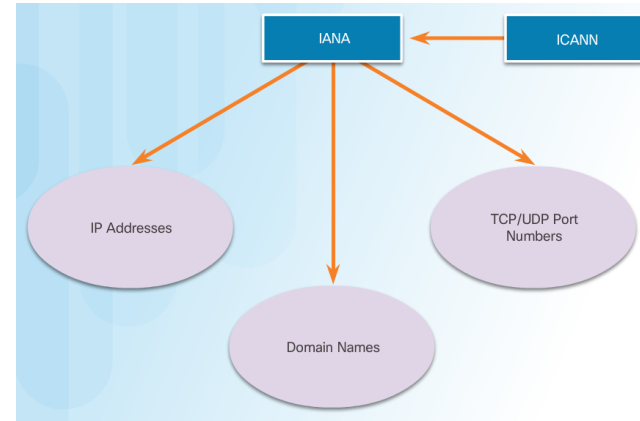 IANA
ICANN
IP Addresses
TCP/UDP Port
Numbers
Domain Names